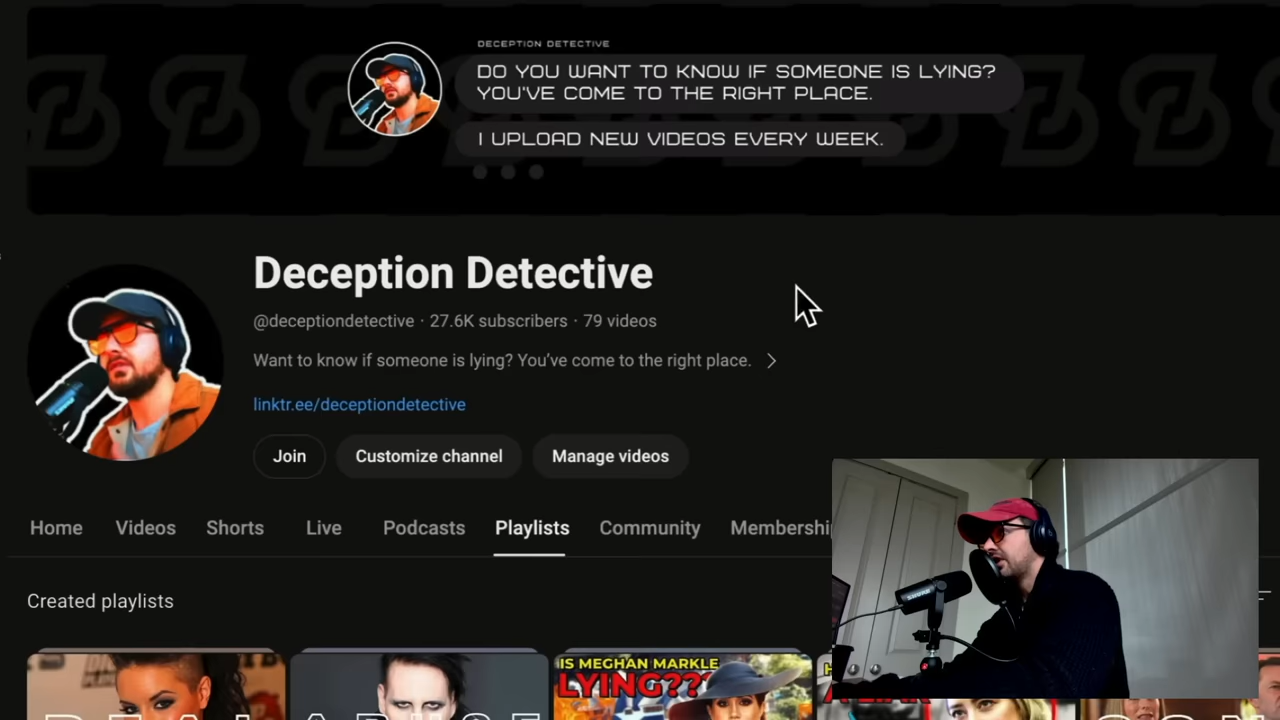 DECEPTION DETECTIVE
DO YOU WANT TO KNOW IF SOMEONE IS LYING?
YOU'VE COME TO THE RIGHT PLACE.
I UPLOAD NEW VIDEOS EVERY WEEK.
Deception Detective
@deceptiondetective · 27.6K subscribers · 79 videos
Want to know if someone is lying? You've come to the right place.
linktr.ee/deceptiondetective
Join Customize channel Manage videos
Home Videos Shorts Live Podcasts Playlists Community
Created playlists
IS MEGHAN MARKLE
LYING???
SHURE